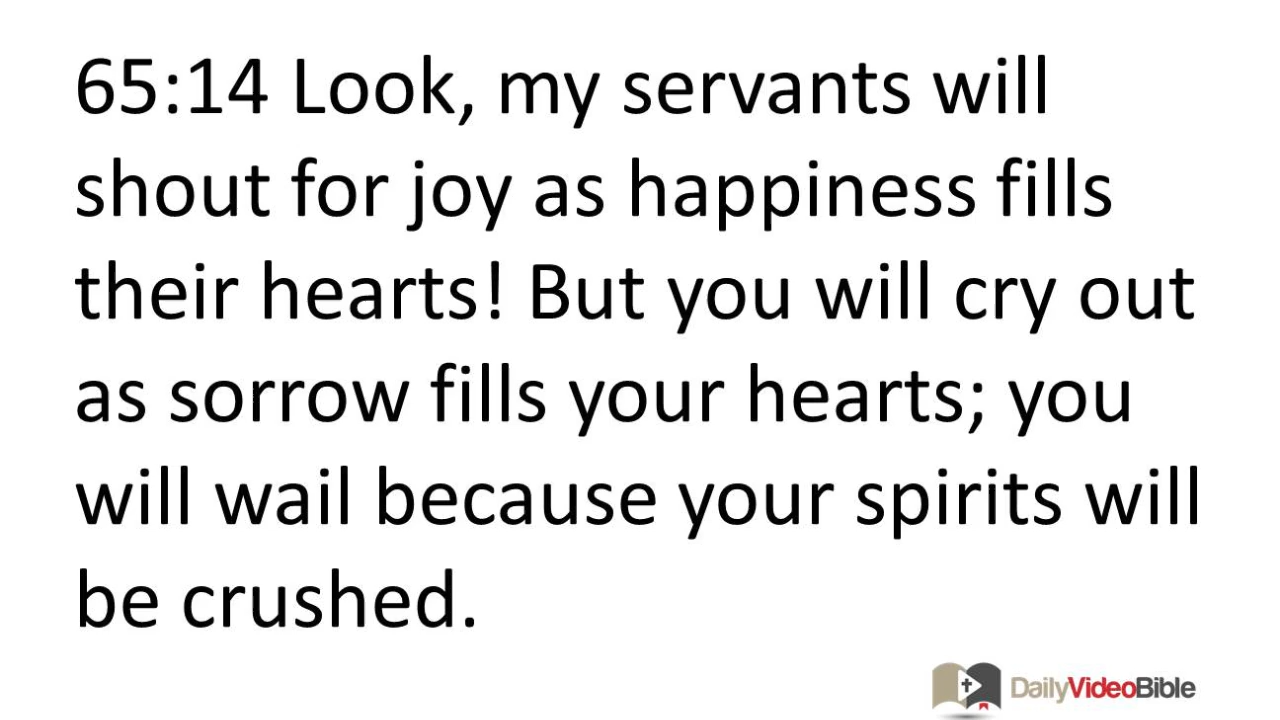 65:14 Look, my servants will
shout for joy as happiness fills
their hearts! But you will cry out
as sorrow fills your hearts; you
will wail because your spirits will
be crushed.
DailyVideoBible